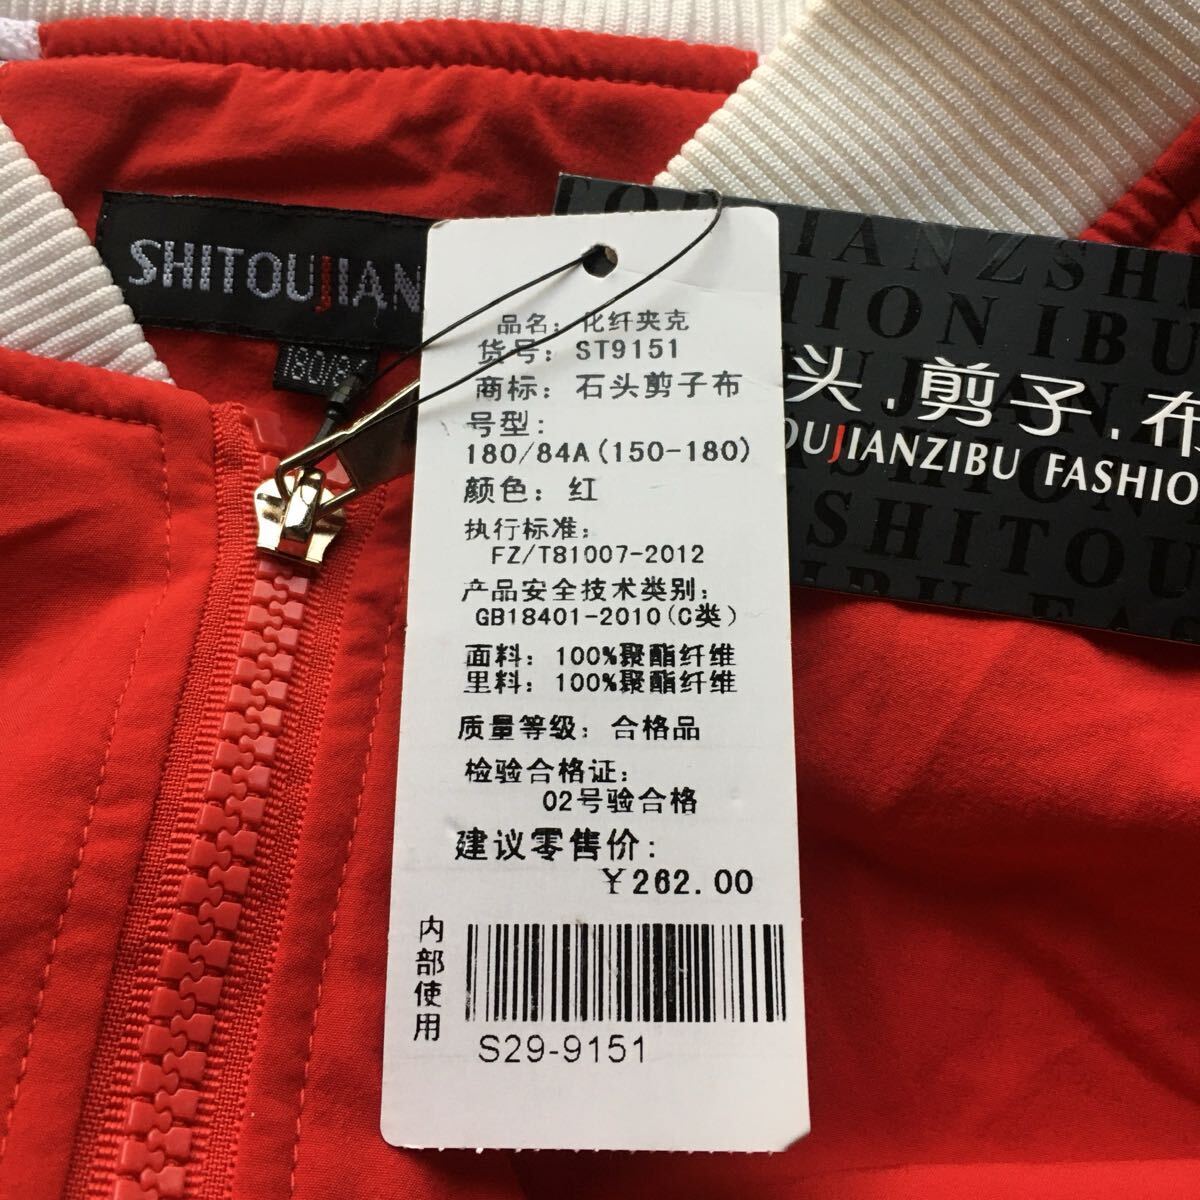 SHITOUJIAN
180/8
品名：化纤夹克
货号：ST9151
商标：石头剪子布
号型：
180/84A(150-180)
颜色：红
执行标准：
FZ/T81007-2012
产品安全技术类别：
GB18401-2010(C类)
面料：100%聚酯纤维
里料：100%聚酯纤维
质量等级：合格品
检验合格证：
02号验合格
建议零售价：
￥262.00
内部使用
S29-9151
头.剪子.布
OUJIANZIBU FASHIO